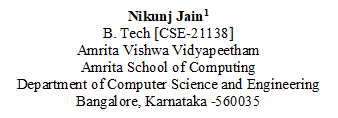 Nikunj Jain¹
B. Tech [CSE-21138]
Amrita Vishwa Vidyapeetham
Amrita School of Computing
Department of Computer Science and Engineering
Bangalore, Karnataka -560035